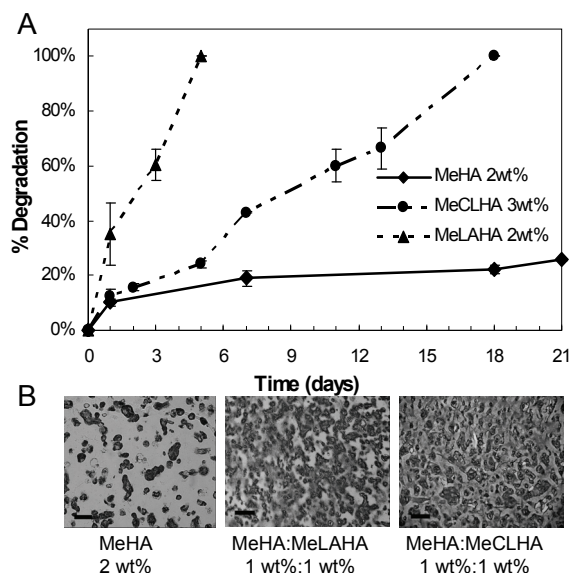 A
100%
80%
60%
40%
20%
0%
% Degradation
MeHA 2wt%
MeCLHA 3wt%
MeLAHA 2wt%
0 3 6 9 12 15 18 21
Time (days)
B
MeHA MeHA:MeLAHA MeHA:MeCLHA
2 wt% 1 wt%:1 wt% 1 wt%:1 wt%